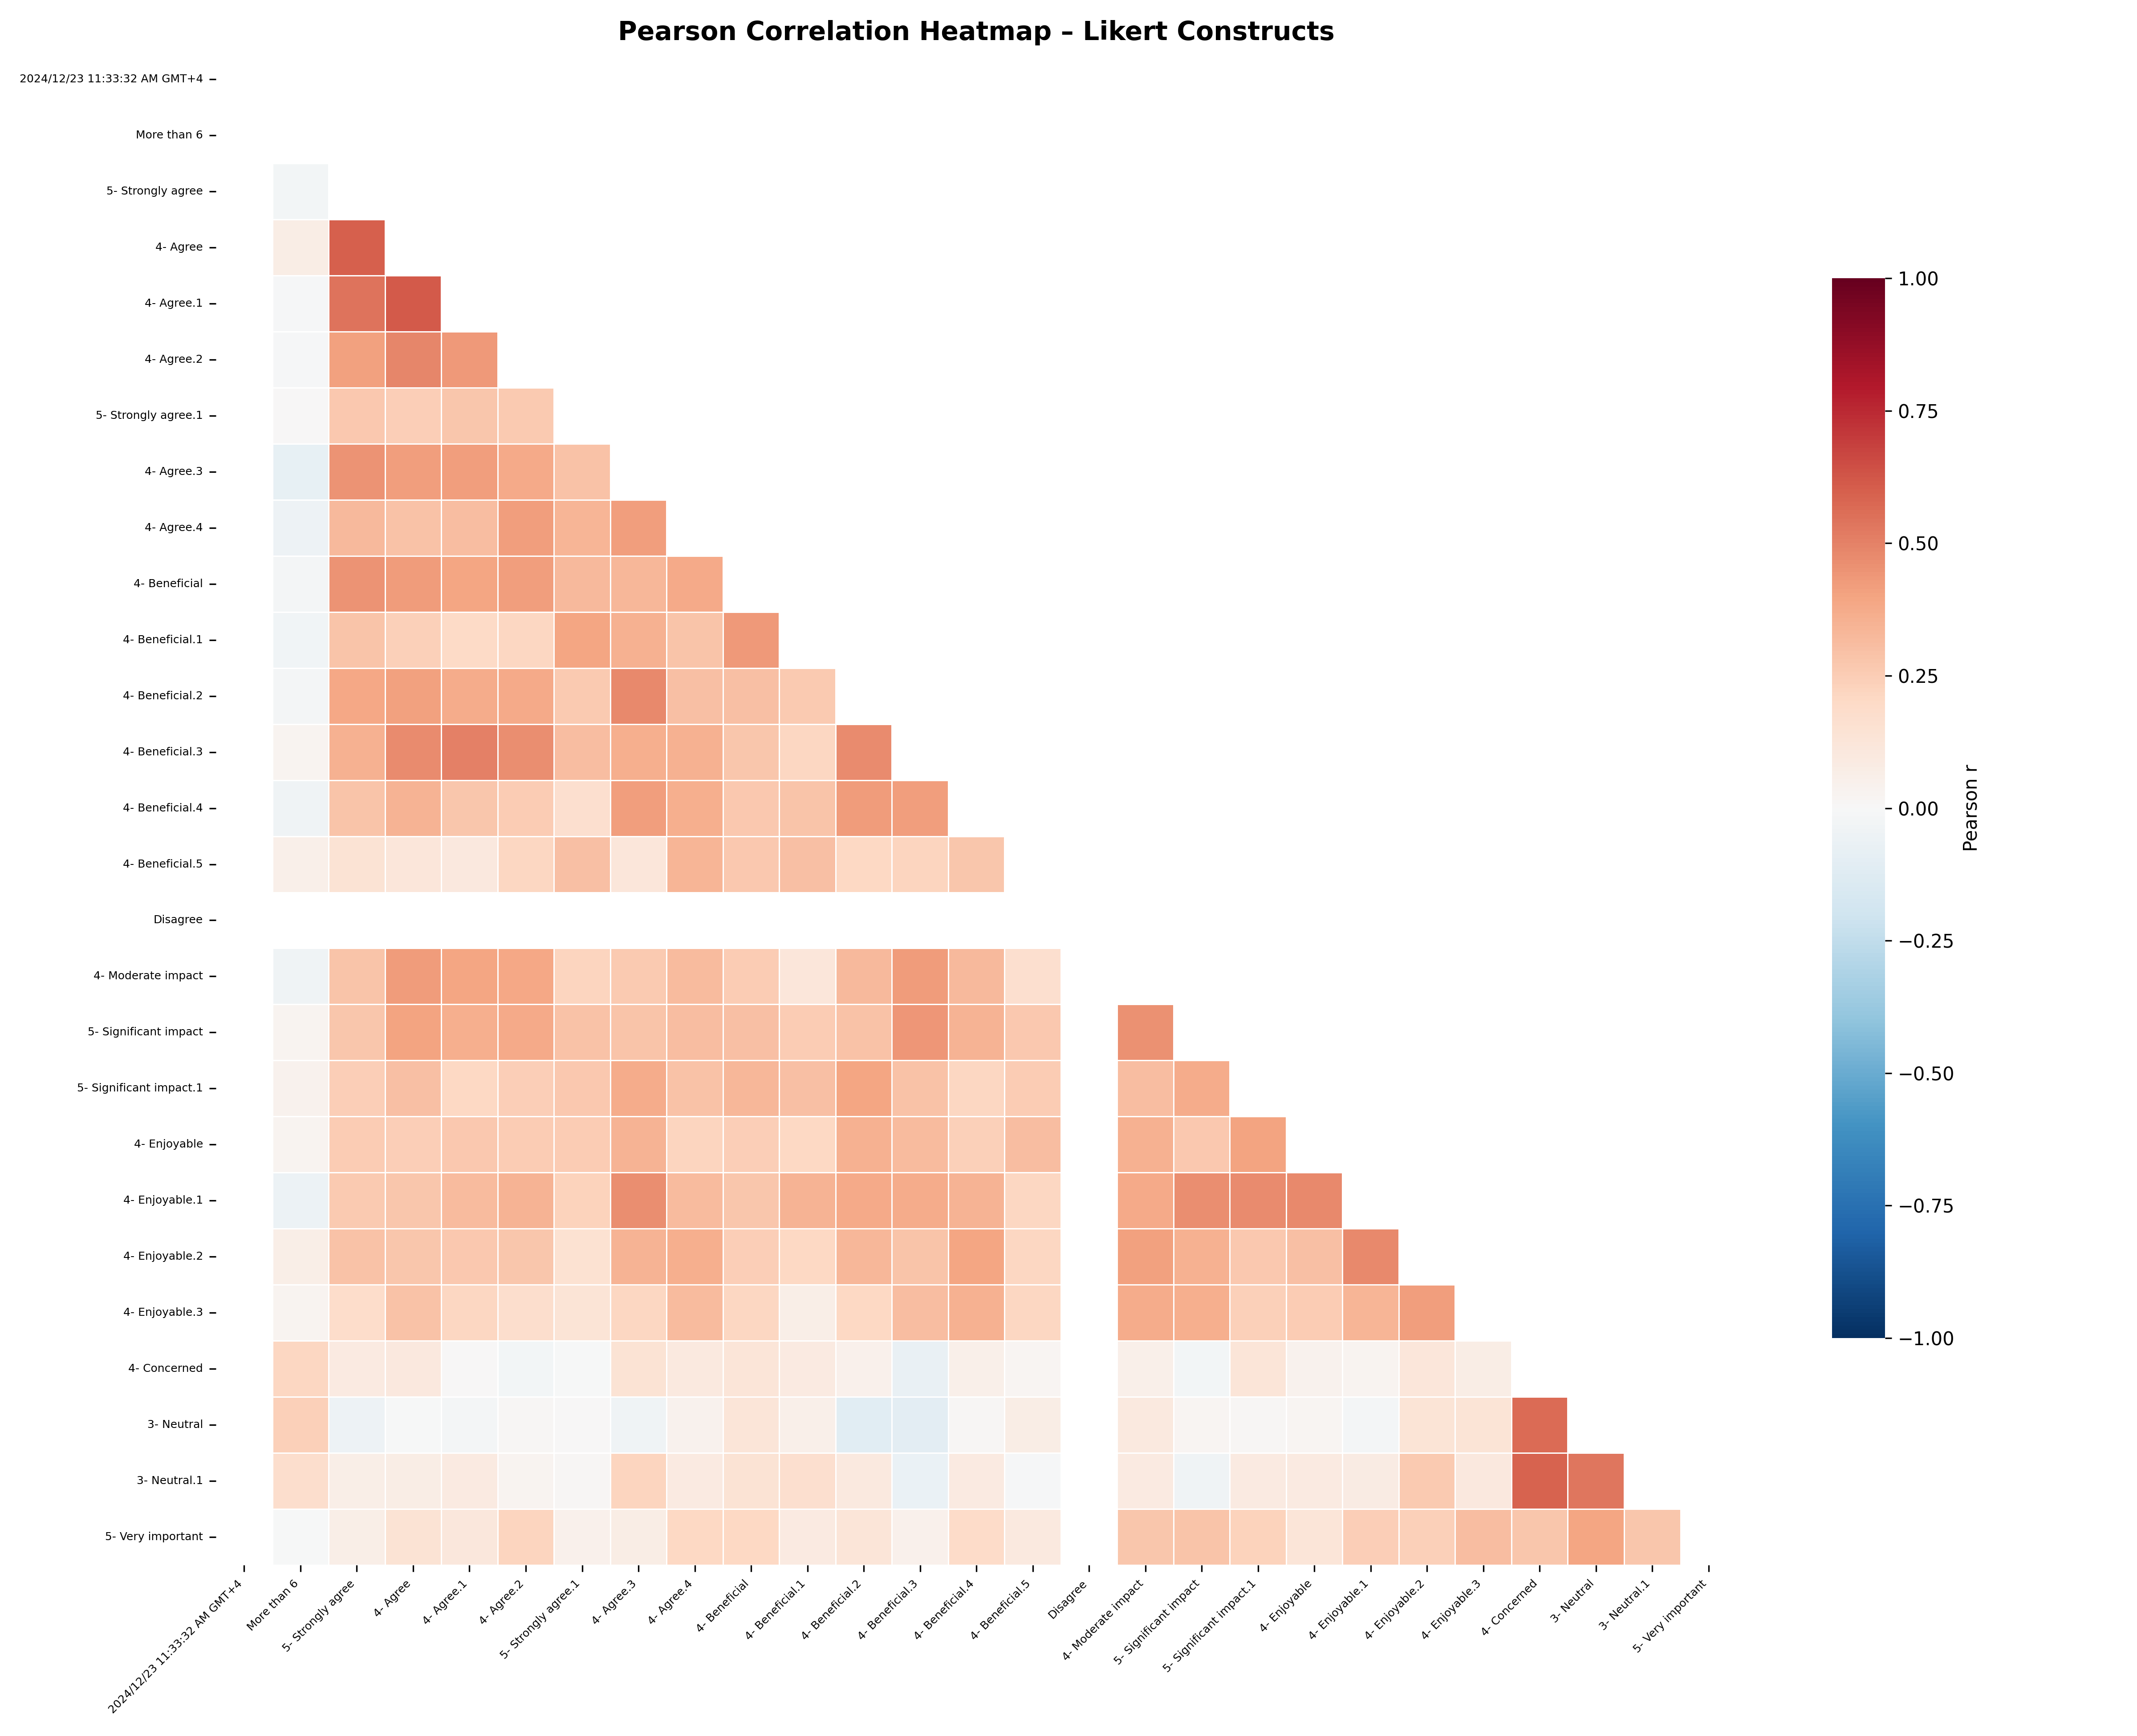 Pearson Correlation Heatmap – Likert Constructs
2024/12/23 11:33:32 AM GMT+4
More than 6
5- Strongly agree
4- Agree
4- Agree.1
4- Agree.2
5- Strongly agree.1
4- Agree.3
4- Agree.4
4- Beneficial
4- Beneficial.1
4- Beneficial.2
4- Beneficial.3
4- Beneficial.4
4- Beneficial.5
Disagree
4- Moderate impact
5- Significant impact
5- Significant impact.1
4- Enjoyable
4- Enjoyable.1
4- Enjoyable.2
4- Enjoyable.3
4- Concerned
3- Neutral
3- Neutral.1
5- Very important
2024/12/23 11:33:32 AM GMT+4
More than 6
5- Strongly agree
4- Agree
4- Agree.1
4- Agree.2
5- Strongly agree.1
4- Agree.3
4- Agree.4
4- Beneficial
4- Beneficial.1
4- Beneficial.2
4- Beneficial.3
4- Beneficial.4
4- Beneficial.5
Disagree
4- Moderate impact
5- Significant impact
5- Significant impact.1
4- Enjoyable
4- Enjoyable.1
4- Enjoyable.2
4- Enjoyable.3
4- Concerned
3- Neutral
3- Neutral.1
5- Very important
1.00
0.75
0.50
0.25
0.00
−0.25
−0.50
−0.75
−1.00
Pearson r